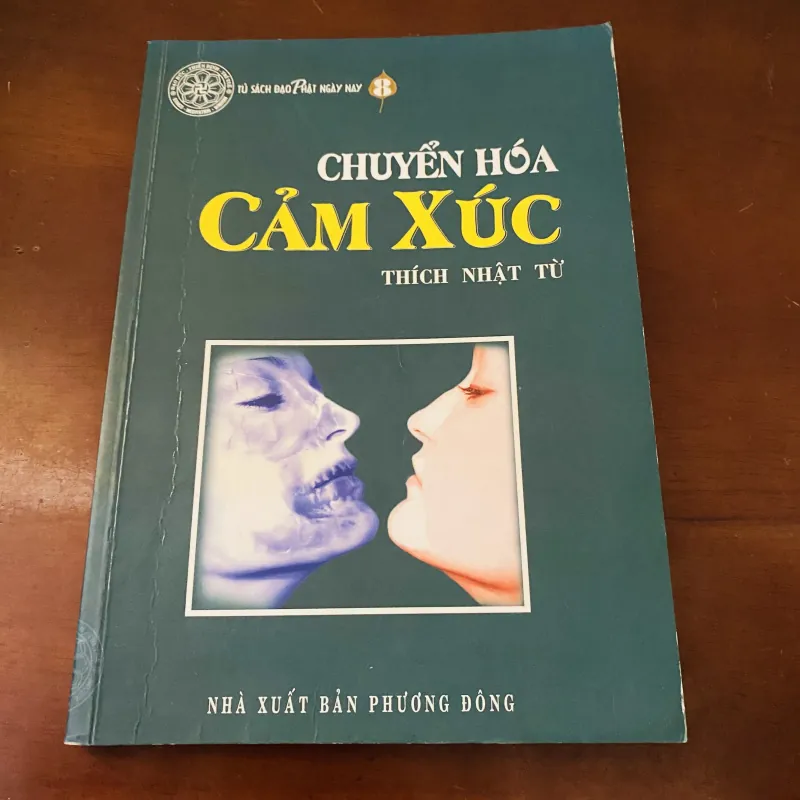 TỦ SÁCH ĐẠO PHẬT NGÀY NAY 8
CHUYỂN HÓA
CẢM XÚC
THÍCH NHẬT TỪ
NHÀ XUẤT BẢN PHƯƠNG ĐÔNG